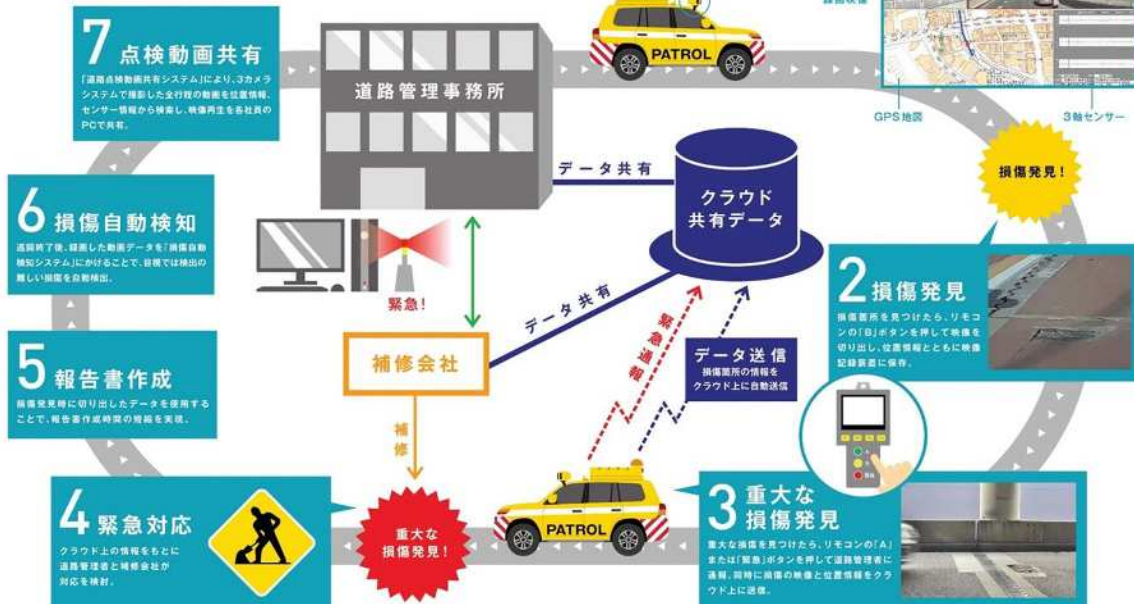 録画映像
GPS地図
3軸センサー
PATROL
7 点検動画共有
「道路点検動画共有システム」により、3カメラ
システムで撮影した全行程の動画を位置情報、
センサー情報から検索し、映像再生を各社員の
PCで共有。
道路管理事務所
データ共有
クラウド
共有データ
損傷発見!
6 損傷自動検知
巡回終了後、録画した動画データを「損傷自動
検知システム」にかけることで、目視では検出の
難しい損傷を自動検出。
緊急!
データ共有
緊急通報
2 損傷発見
損傷箇所を見つけたら、リモコ
ンの「B」ボタンを押して映像を
切り出し、位置情報とともに映像
記録装置に保存。
補修会社
データ送信
損傷箇所の情報を
クラウド上に自動送信
5 報告書作成
損傷発見時に切り出したデータを使用する
ことで、報告書作成時間の短縮を実現。
補修
4 緊急対応
クラウド上の情報をもとに
道路管理者と補修会社が
対応を検討。
重大な
損傷発見!
PATROL
3 重大な
損傷発見
重大な損傷を見つけたら、リモコンの「A」
または「緊急」ボタンを押して道路管理者に
通報、同時に損傷の映像と位置情報をクラ
ウド上に送信。